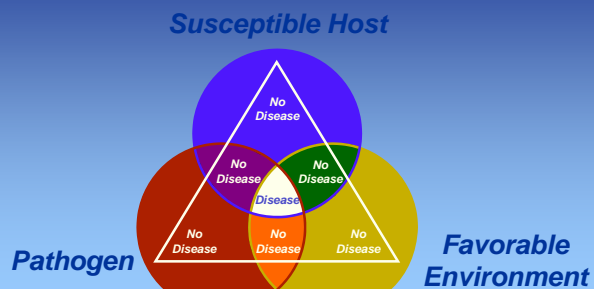 Susceptible Host
No
Disease
No
Disease
No
Disease
Disease
No
Disease
No
Disease
No
Disease
Pathogen
Favorable
Environment